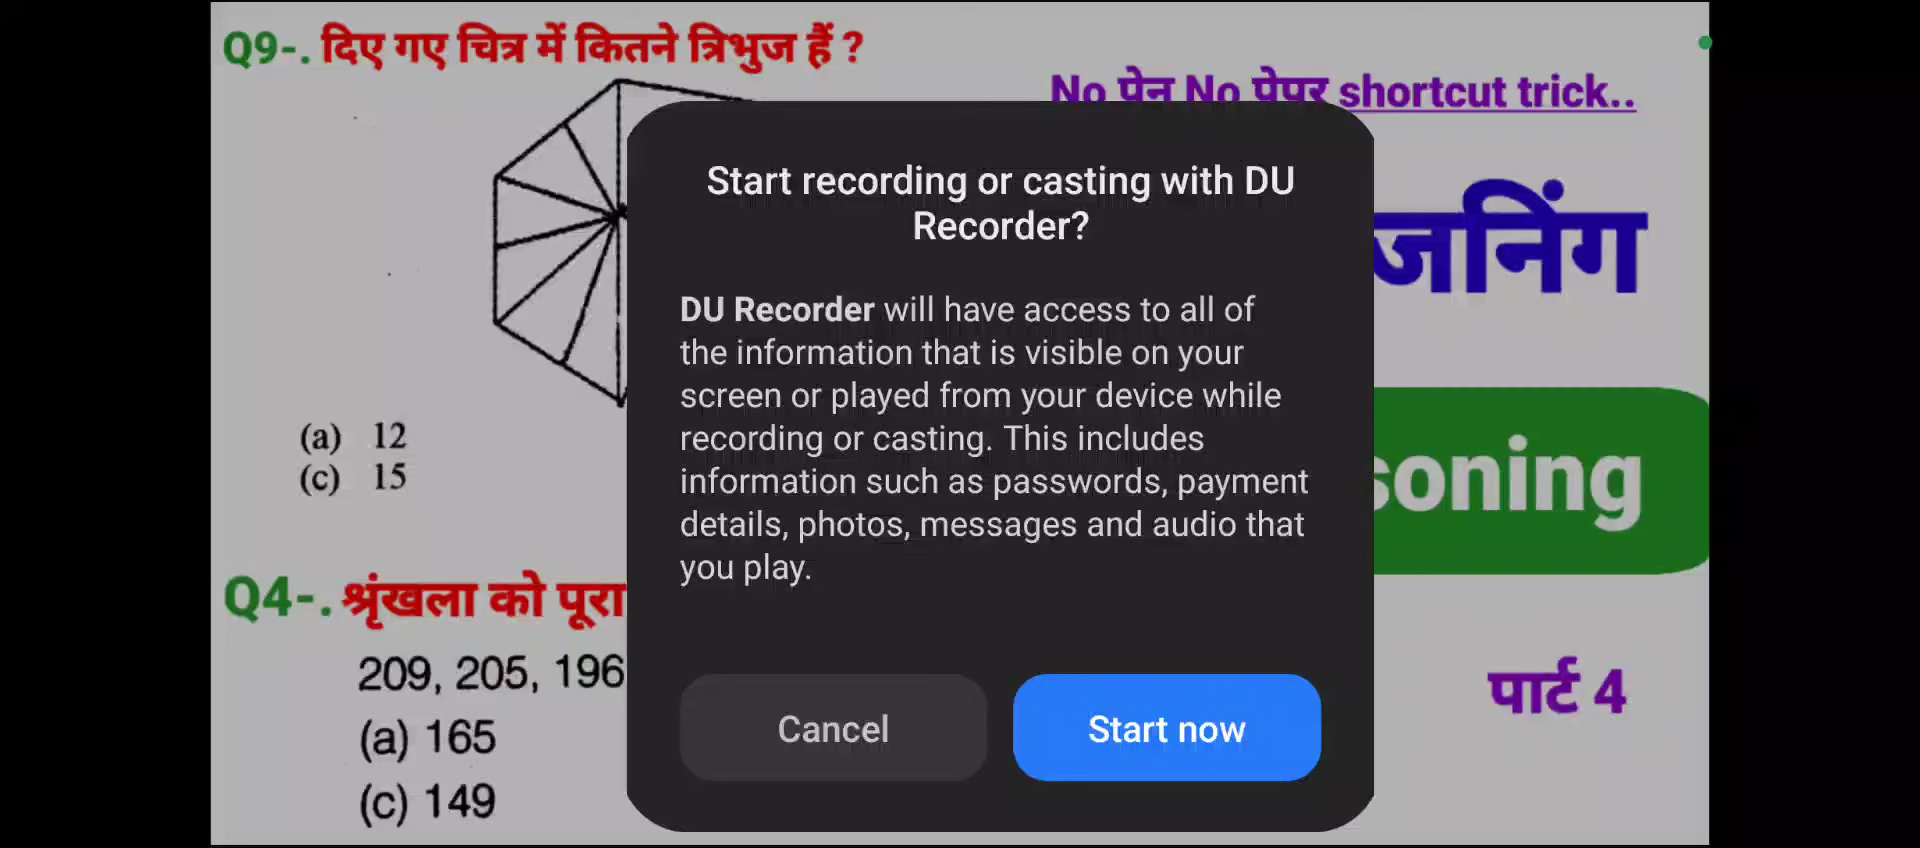 Q9-. दिए गए चित्र में कितने त्रिभुज हैं ?
No पेन No पेपर shortcut trick..
Start recording or casting with DU
Recorder?
जनिंग
DU Recorder will have access to all of
the information that is visible on your
screen or played from your device while
recording or casting. This includes
information such as passwords, payment
details, photos, messages and audio that
you play.
(a) 12
(c) 15
soning
Q4-. श्रृंखला को पूरा
209, 205, 196
(a) 165
(c) 149
पार्ट 4
Cancel
Start now